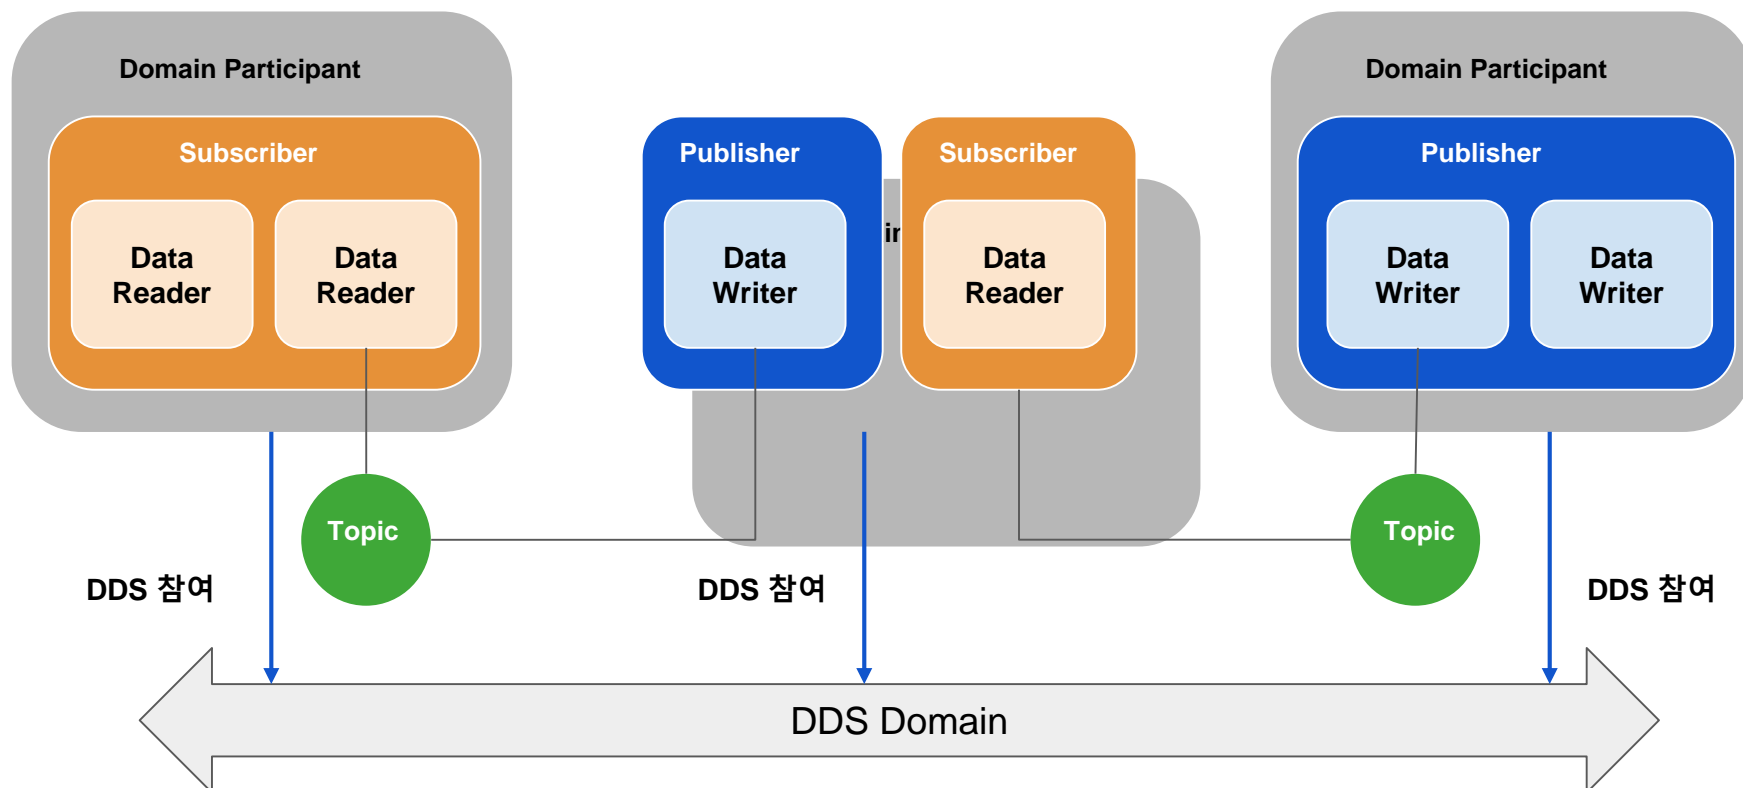 Domain Participant
Domain Participant
Subscriber
Publisher
Subscriber
Publisher
Data
Reader
Data
Reader
Data
Writer
Data
Reader
Data
Writer
Data
Writer
Topic
Topic
DDS 참여
DDS 참여
DDS 참여
DDS Domain